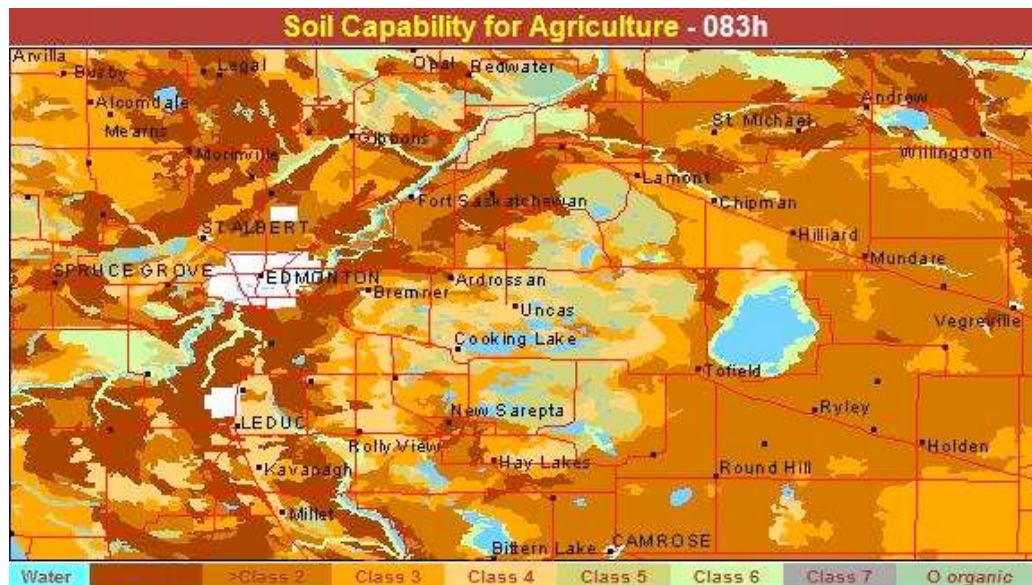 Soil Capability for Agriculture - 083h
Arvilla
Busby
Legal
Opal
Redwater
Alcomdale
Mearns
Andrew
Gibbons
St. Michael
Morinville
Willingdon
Lamont
Fort Saskatchewan
Chipman
ST. ALBERT
Hilliard
SPRUCE GROVE
EDMONTON
Ardrossan
Mundare
Bremner
Uncas
Vegreville
Cooking Lake
Tofield
New Sarepta
Ryley
LEDUC
Rolly View
Holden
Kavanagh
Hay Lakes
Round Hill
Millet
Bittern Lake
CAMROSE
Water >Class 2 Class 3 Class 4 Class 5 Class 6 Class 7 O organic